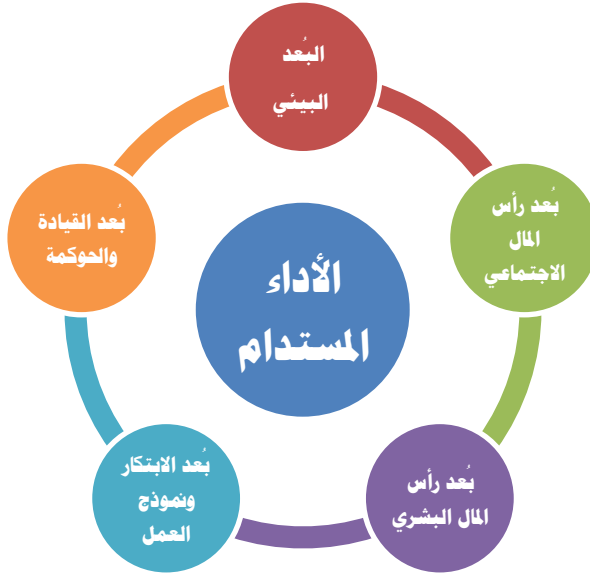 البُعد
البيئي
بُعد رأس
المال
الاجتماعي
بُعد رأس
المال البشري
بُعد الابتكار
ونموذج
العمل
بُعد القيادة
والحوكمة
الأداء
المستدام